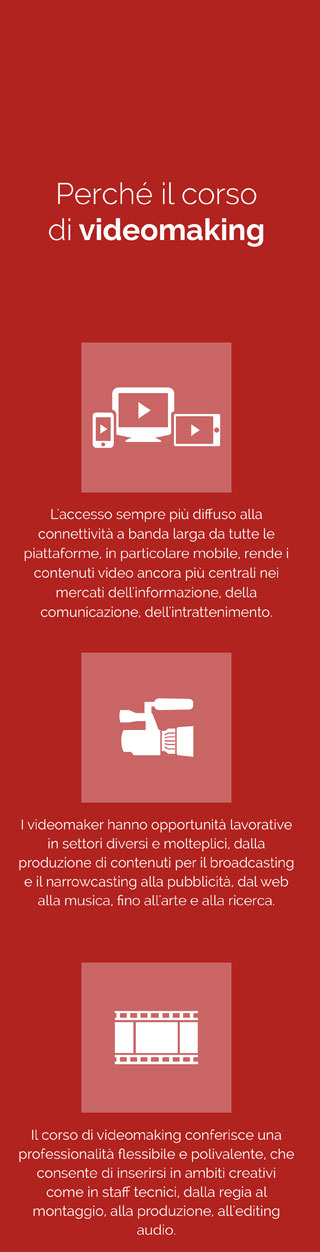 Perché il corso
di videomaking
L'accesso sempre più diffuso alla
connettività a banda larga da tutte le
piattaforme, in particolare mobile, rende i
contenuti video ancora più centrali nei
mercati dell'informazione, della
comunicazione, dell'intrattenimento.
I videomaker hanno opportunità lavorative
in settori diversi e molteplici, dalla
produzione di contenuti per il broadcasting
e il narrowcasting alla pubblicità, dal web
alla musica, fino all'arte e alla ricerca.
Il corso di videomaking conferisce una
professionalità flessibile e polivalente, che
consente di inserirsi in ambiti creativi
come in staff tecnici, dalla regia al
montaggio, alla produzione, all'editing
audio.